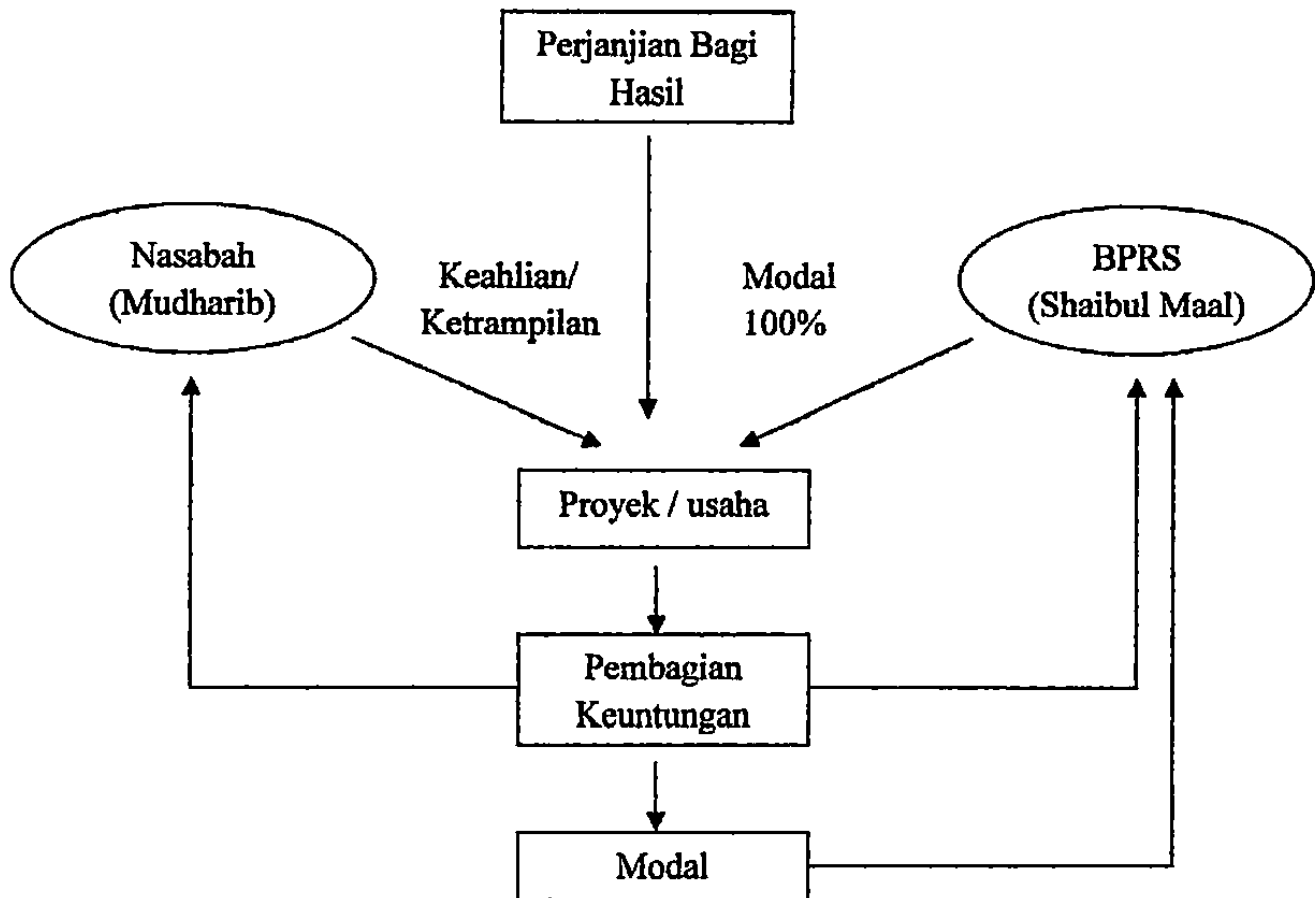 Perjanjian Bagi
Hasil
Nasabah
(Mudharib)
Keahlian/
Ketrampilan
Modal
100%
BPRS
(Shaibul Maal)
Proyek / usaha
Pembagian
Keuntungan
Modal